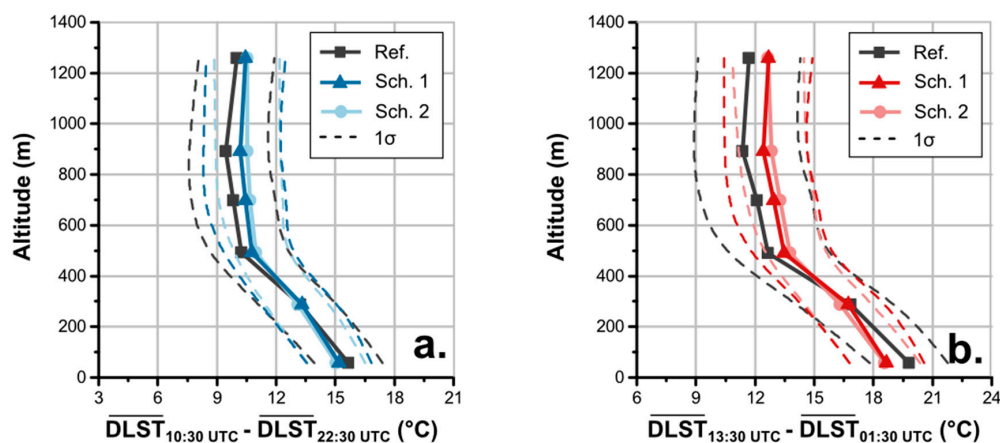 1400
1200
1000
800
600
400
200
0
Altitude (m)
Ref.
Sch. 1
Sch. 2
1σ
a.
3 6 9 12 15 18 21
DLST10:30 UTC - DLST22:30 UTC (°C)
1400
1200
1000
800
600
400
200
0
Altitude (m)
Ref.
Sch. 1
Sch. 2
1σ
b.
6 9 12 15 18 21 24
DLST13:30 UTC - DLST01:30 UTC (°C)